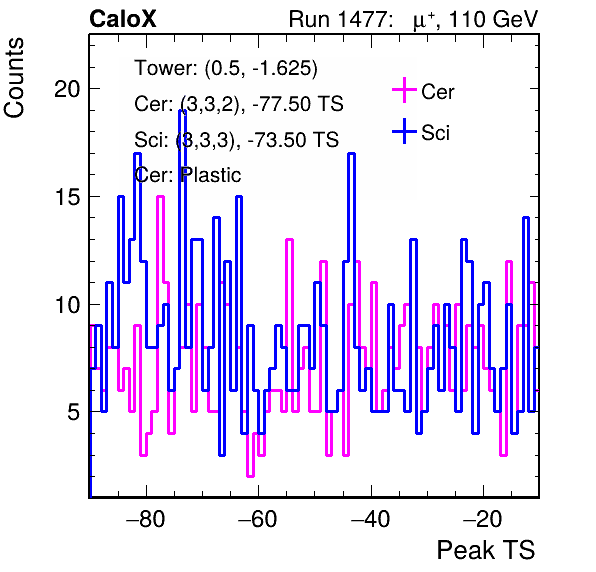 CaloX Run 1477: μ⁺, 110 GeV
Counts
Tower: (0.5, -1.625)
Cer: (3,3,2), -77.50 TS
Sci: (3,3,3), -73.50 TS
Cer: Plastic
Cer
Sci
20
15
10
5
−80 −60 −40 −20
Peak TS